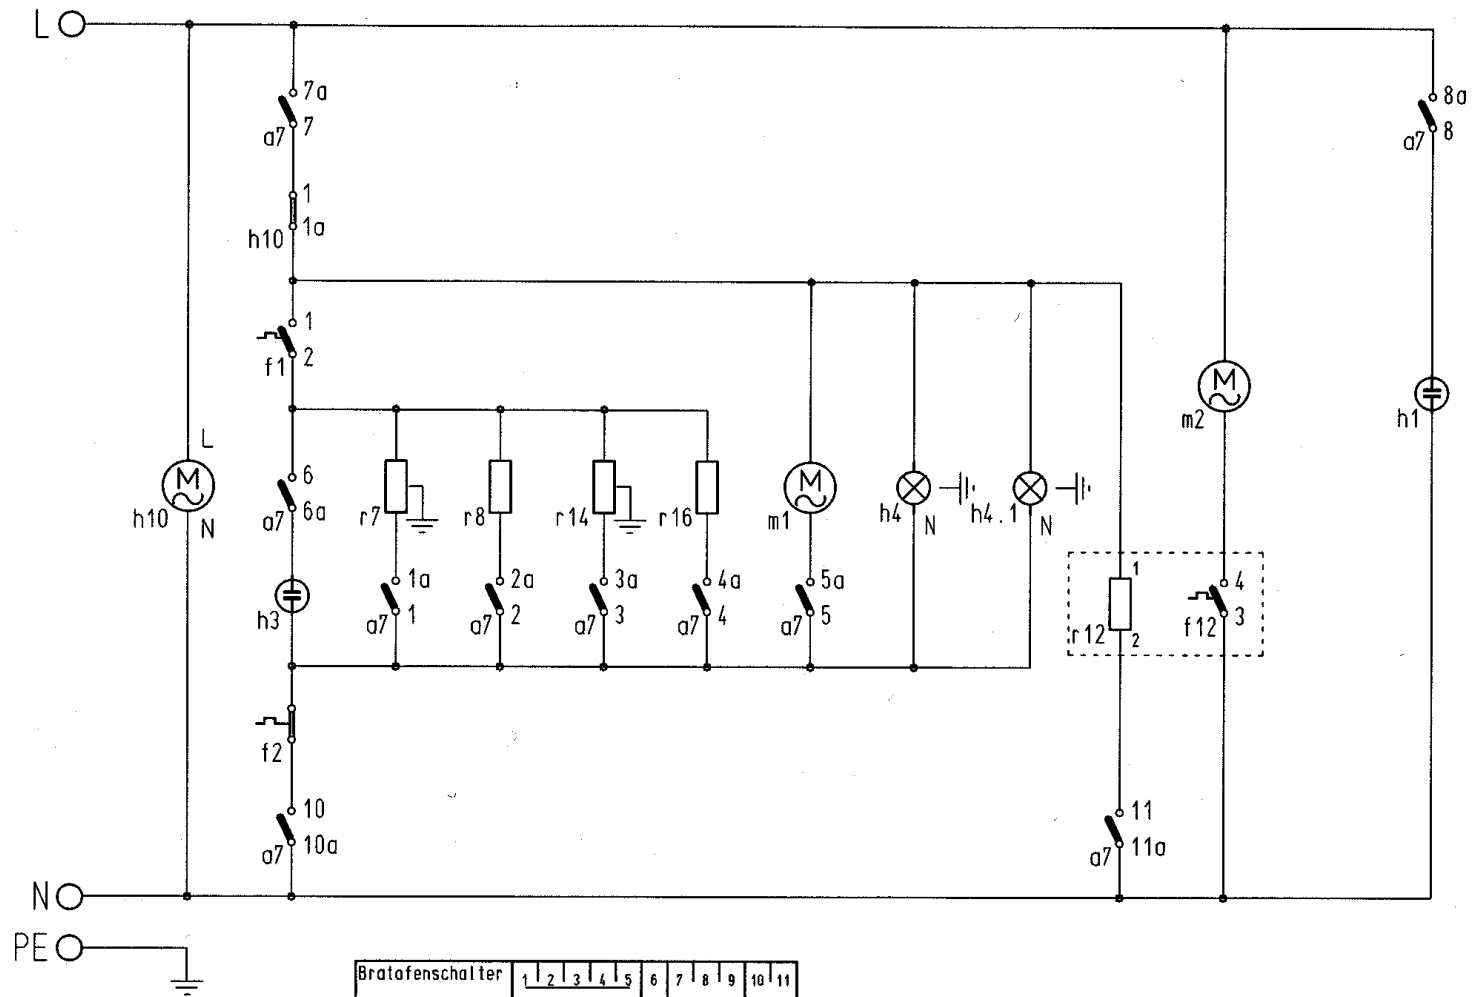 L
7a
a7 7
8a
a7 8
1
1a
h10
1
f1 2
M
m2
h1
L
M
h10 N
6
a7 6a
r7
r8
r14
r16
M
m1
h4 N
h4.1 N
h3
1a
a7 1
2a
a7 2
3a
a7 3
4a
a7 4
5a
a7 5
1
r12 2
4
f12 3
f2
10
a7 10a
11
a7 11a
N
PE
Bratofenschalter 1 2 3 4 5 6 7 8 9 10 11